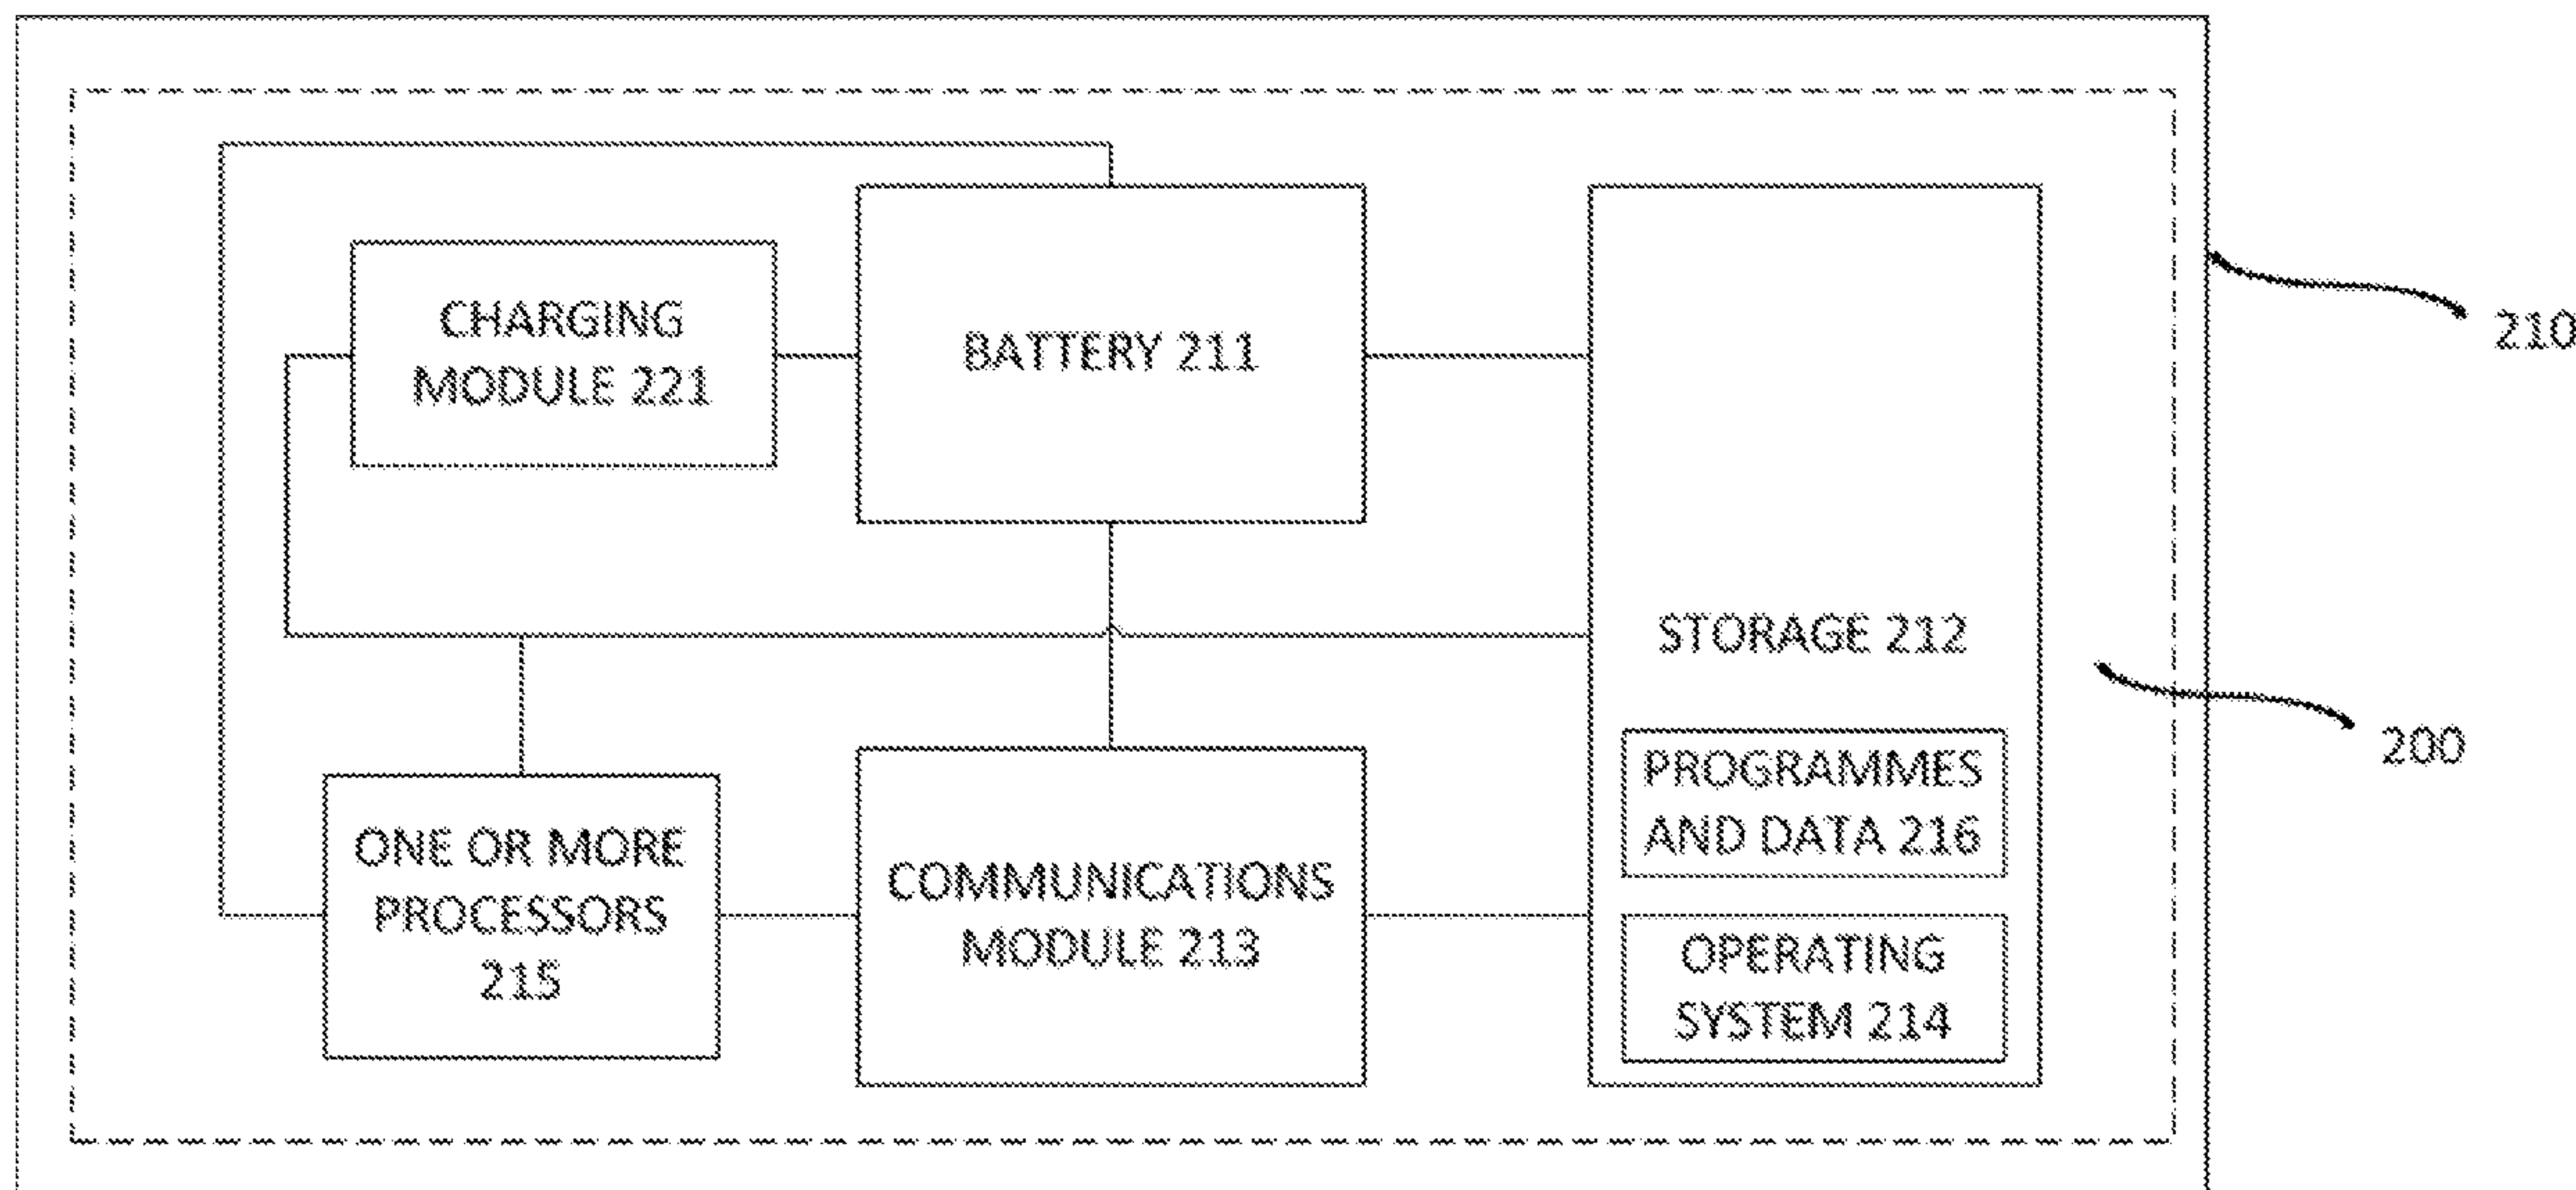 CHARGING
MODULE 221
BATTERY 211
210
STORAGE 212
200
PROGRAMMES
AND DATA 216
ONE OR MORE
PROCESSORS
215
COMMUNICATIONS
MODULE 213
OPERATING
SYSTEM 214